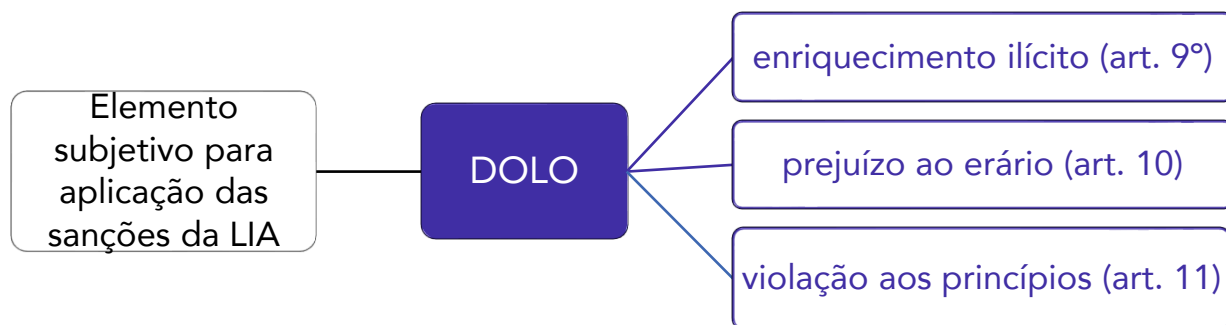 Elemento
subjetivo para
aplicação das
sanções da LIA
DOLO
enriquecimento ilícito (art. 9º)
prejuízo ao erário (art. 10)
violação aos princípios (art. 11)